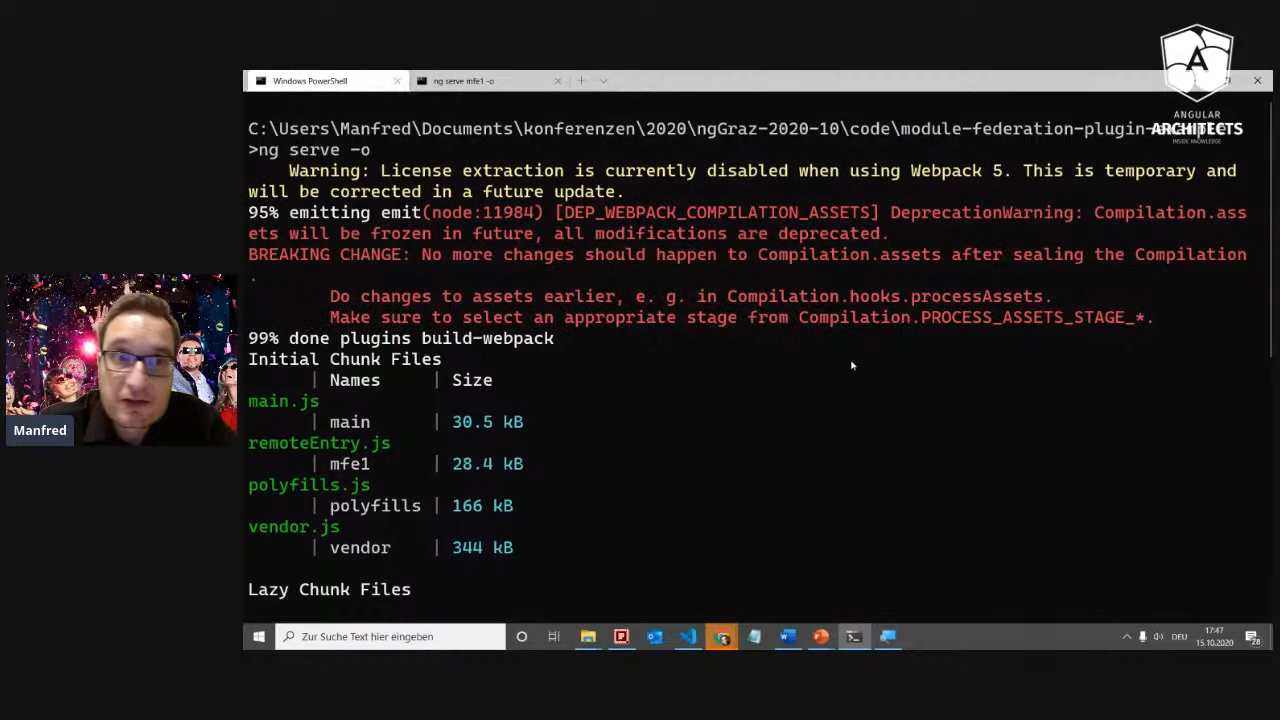 ANGULAR
ARCHITECTS
INSIDE KNOWLEDGE
Windows PowerShell
ng serve mfe1 -o
C:\Users\Manfred\Documents\konferenzen\2020\ngGraz-2020-10\code\module-federation-plugin-
>ng serve -o
Warning: License extraction is currently disabled when using Webpack 5. This is temporary and
will be corrected in a future update.
95% emitting emit(node:11984) [DEP_WEBPACK_COMPILATION_ASSETS] DeprecationWarning: Compilation.ass
ets will be frozen in future, all modifications are deprecated.
BREAKING CHANGE: No more changes should happen to Compilation.assets after sealing the Compilation
.
Do changes to assets earlier, e. g. in Compilation.hooks.processAssets.
Make sure to select an appropriate stage from Compilation.PROCESS_ASSETS_STAGE_*.
99% done plugins build-webpack
Initial Chunk Files
| Names | Size
main.js
| main | 30.5 kB
remoteEntry.js
| mfe1 | 28.4 kB
polyfills.js
| polyfills | 166 kB
vendor.js
| vendor | 344 kB
Lazy Chunk Files
Manfred
Zur Suche Text hier eingeben
DEU
17:47
15.10.2020
28